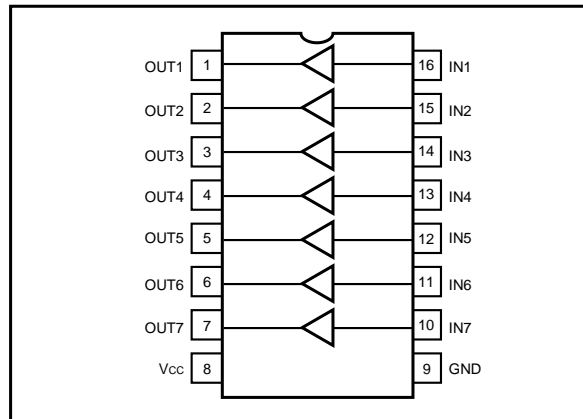 OUT1 1 16 IN1
OUT2 2 15 IN2
OUT3 3 14 IN3
OUT4 4 13 IN4
OUT5 5 12 IN5
OUT6 6 11 IN6
OUT7 7 10 IN7
Vcc 8 9 GND